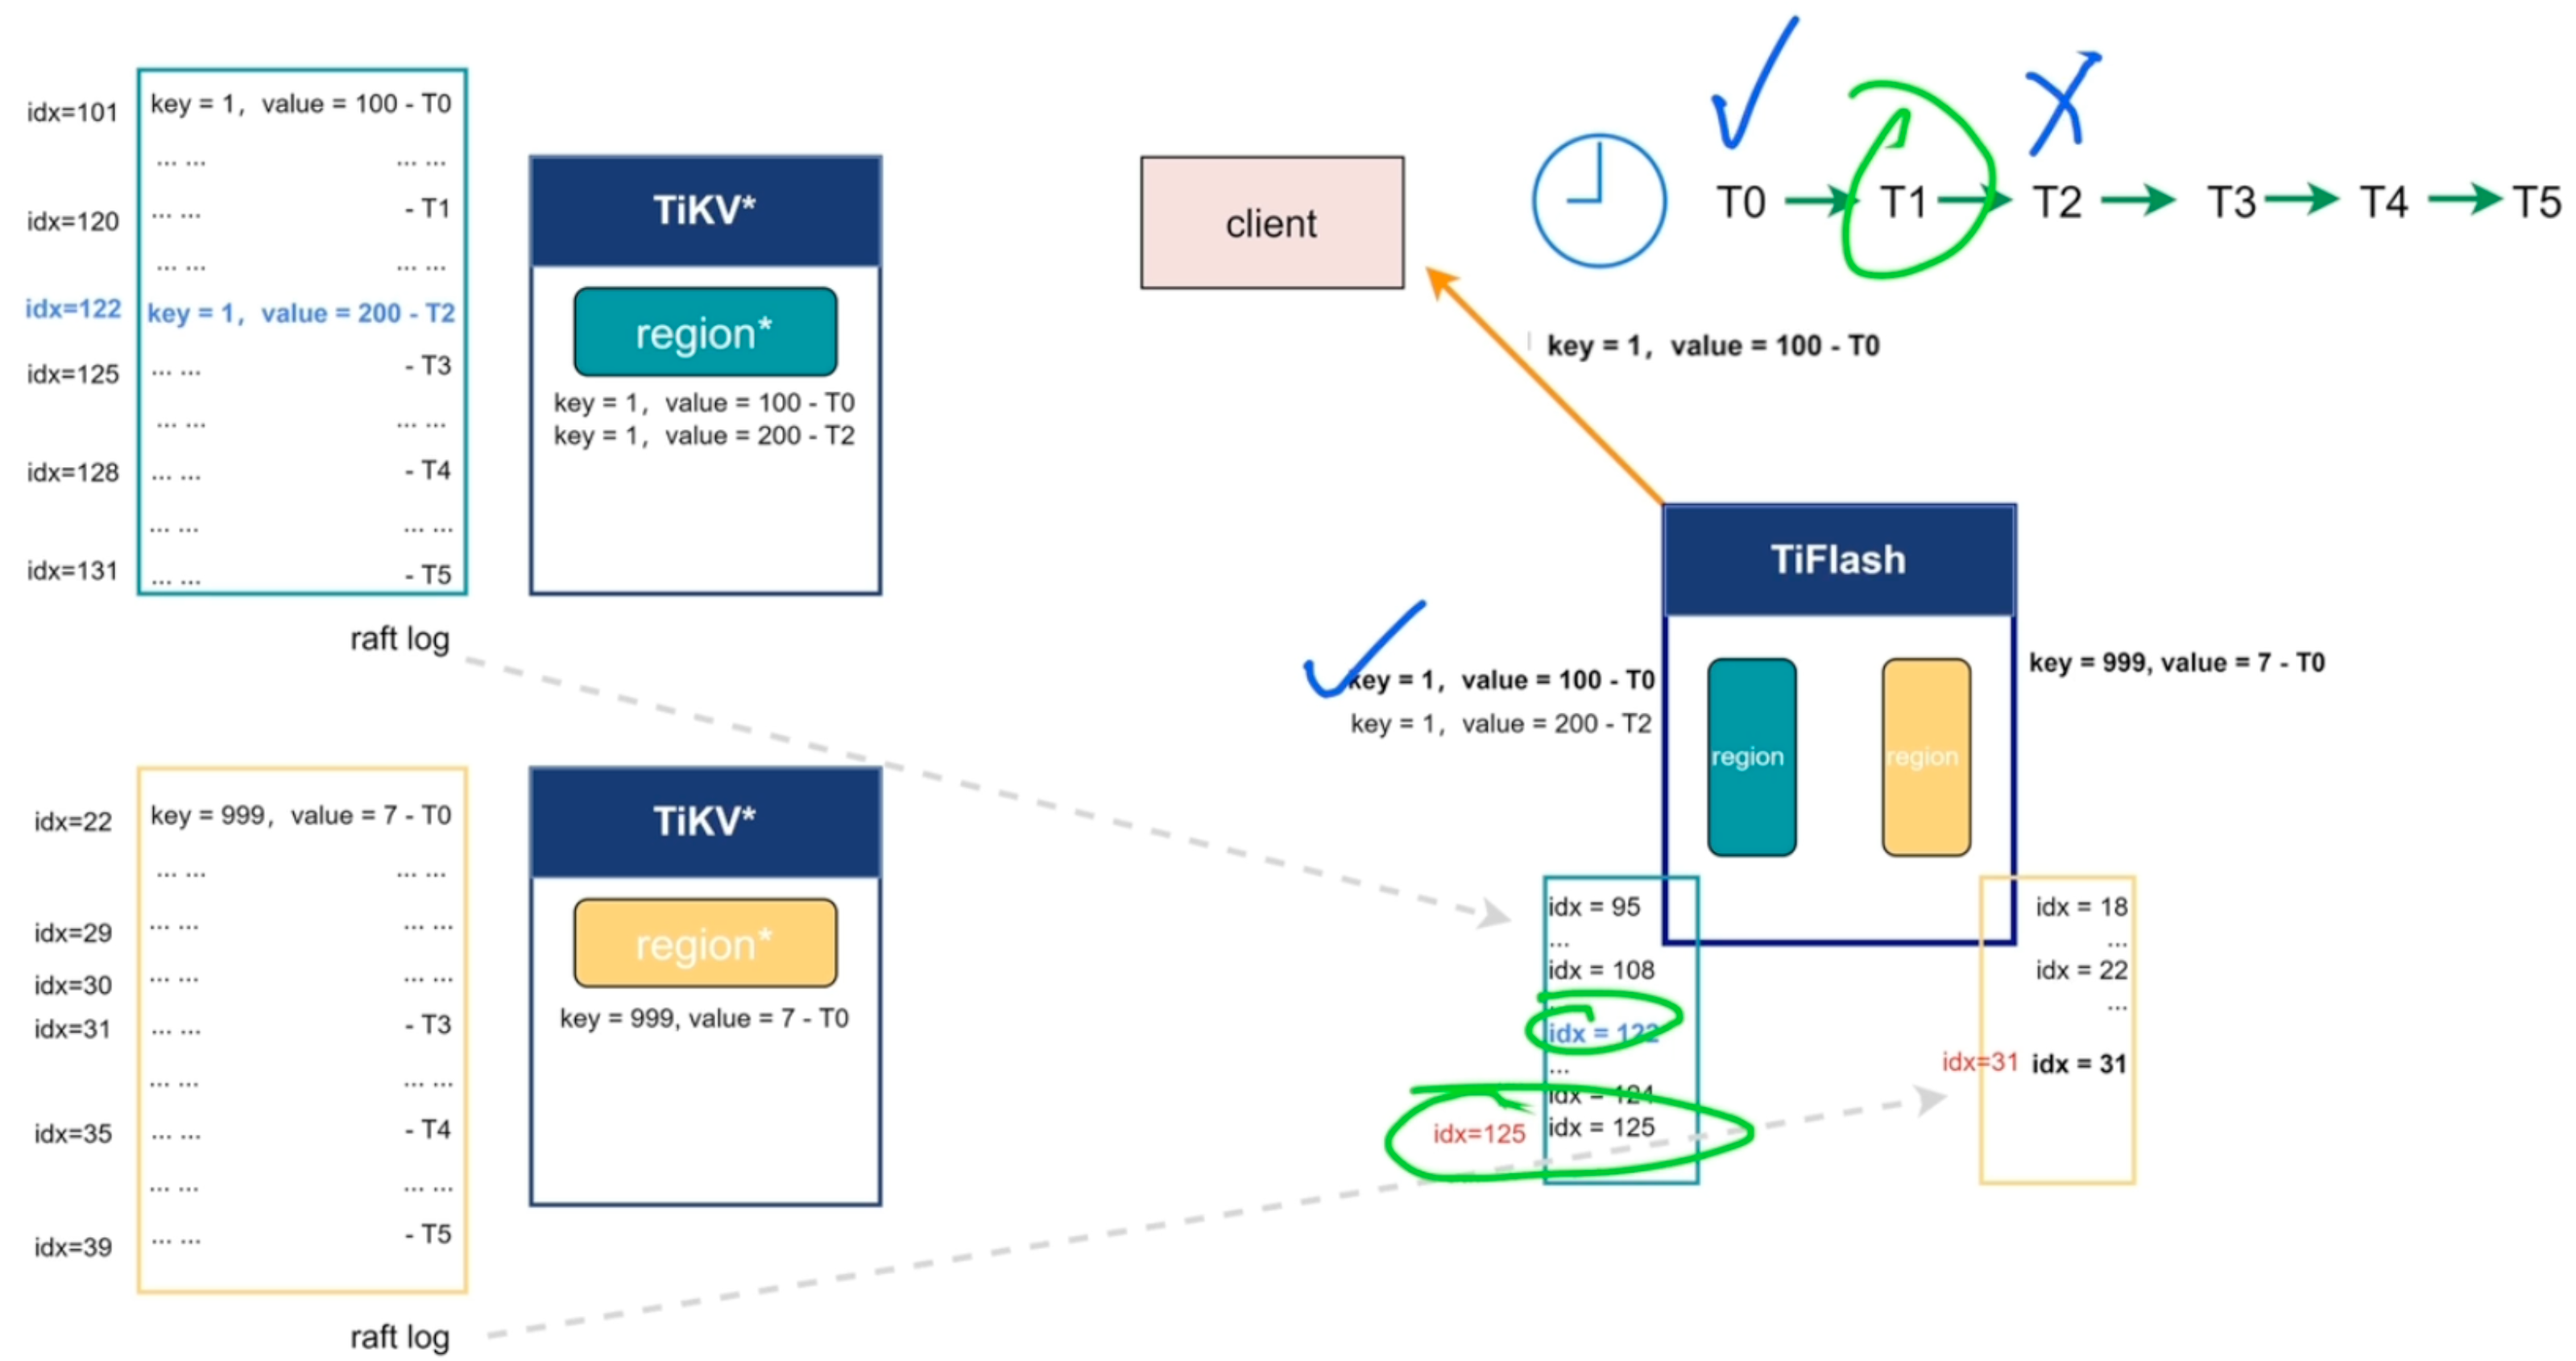 idx=101 key = 1, value = 100 - T0
... ... ... ...
idx=120 ... ... - T1
... ... ... ...
idx=122 key = 1, value = 200 - T2
idx=125 ... ... - T3
... ... ... ...
idx=128 ... ... - T4
... ... ... ...
idx=131 ... ... - T5
raft log
TiKV*
region*
key = 1, value = 100 - T0
key = 1, value = 200 - T2
client
T0 T1 T2 T3 T4 T5
key = 1, value = 100 - T0
TiFlash
key = 1, value = 100 - T0
key = 1, value = 200 - T2
region
region
key = 999, value = 7 - T0
idx = 95
...
idx = 108
idx = 122
...
idx = 124
idx=125 idx = 125
idx = 18
...
idx = 22
...
idx=31 idx = 31
idx=22 key = 999, value = 7 - T0
... ... ... ...
idx=29 ... ... ... ...
idx=30 ... ... ... ...
idx=31 ... ... - T3
... ... ... ...
idx=35 ... ... - T4
... ... ... ...
idx=39 ... ... - T5
raft log
TiKV*
region*
key = 999, value = 7 - T0